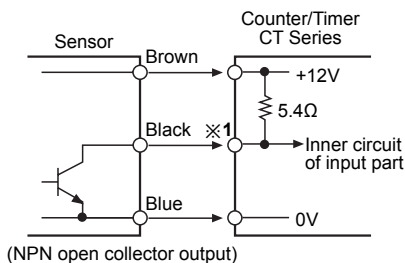 Counter/Timer
CT Series
Sensor
Brown
+12V
5.4Ω
Black ※1
Inner circuit
of input part
Blue
0V
(NPN open collector output)